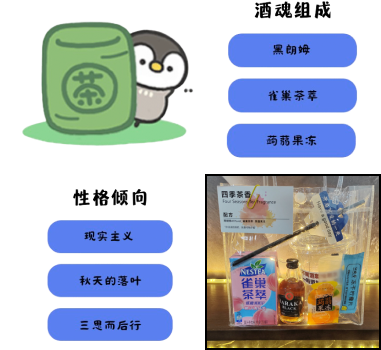 酒魂组成
黑朗姆
茶
雀巢茶萃
蒟蒻果冻
性格倾向
现实主义
秋天的落叶
三思而后行
四季茶香
Four Seasons Tea Fragrance
配方
NESTEA
雀巢
茶萃
BLACK